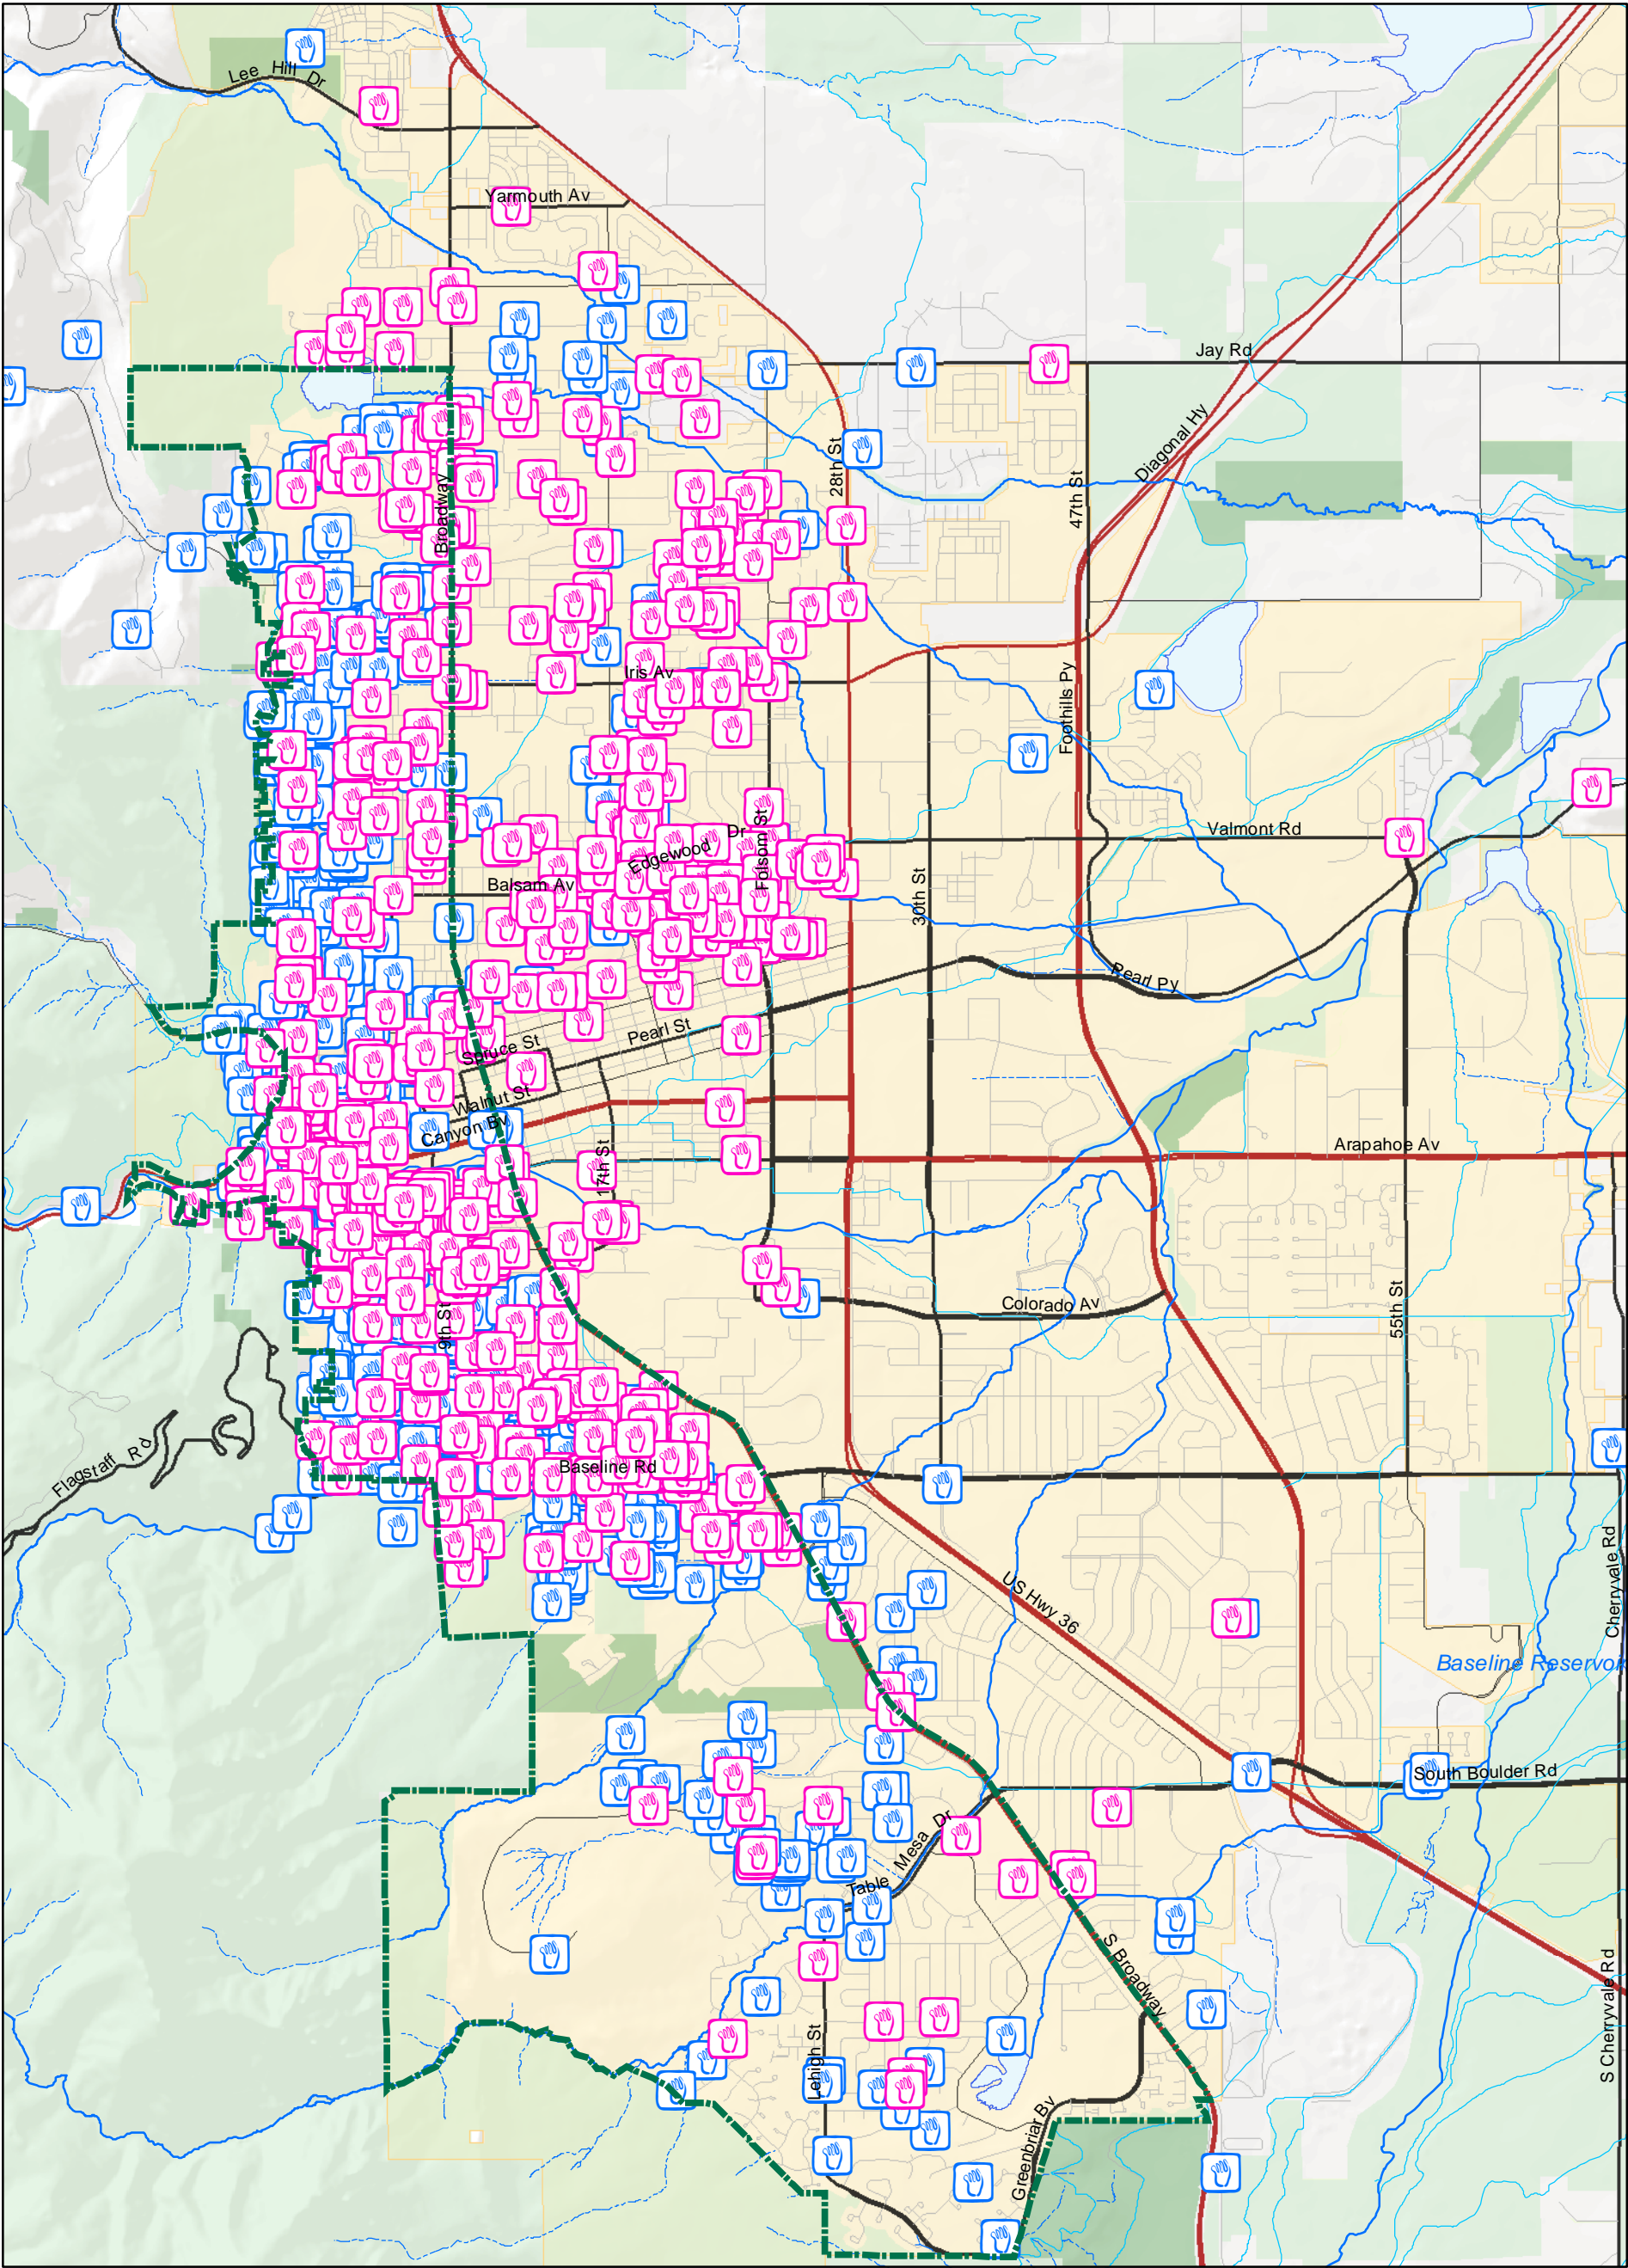 Lee Hill Dr
Yarmouth Av
Jay Rd
Diagonal Hy
28th St
47th St
Broadway
Iris Av
Foothills Py
Valmont Rd
Edgewood Dr
Folsom St
Balsam Av
30th St
Pearl Py
Pearl St
Spruce St
Walnut St
Canyon Bv
Arapahoe Av
17th St
Colorado Av
55th St
9th St
Flagstaff Rd
Baseline Rd
Cherryvale Rd
US Hwy 36
Baseline Reservoir
South Boulder Rd
Table Mesa Dr
S Broadway
S Cherryvale Rd
Lehigh St
Greenbriar Bv